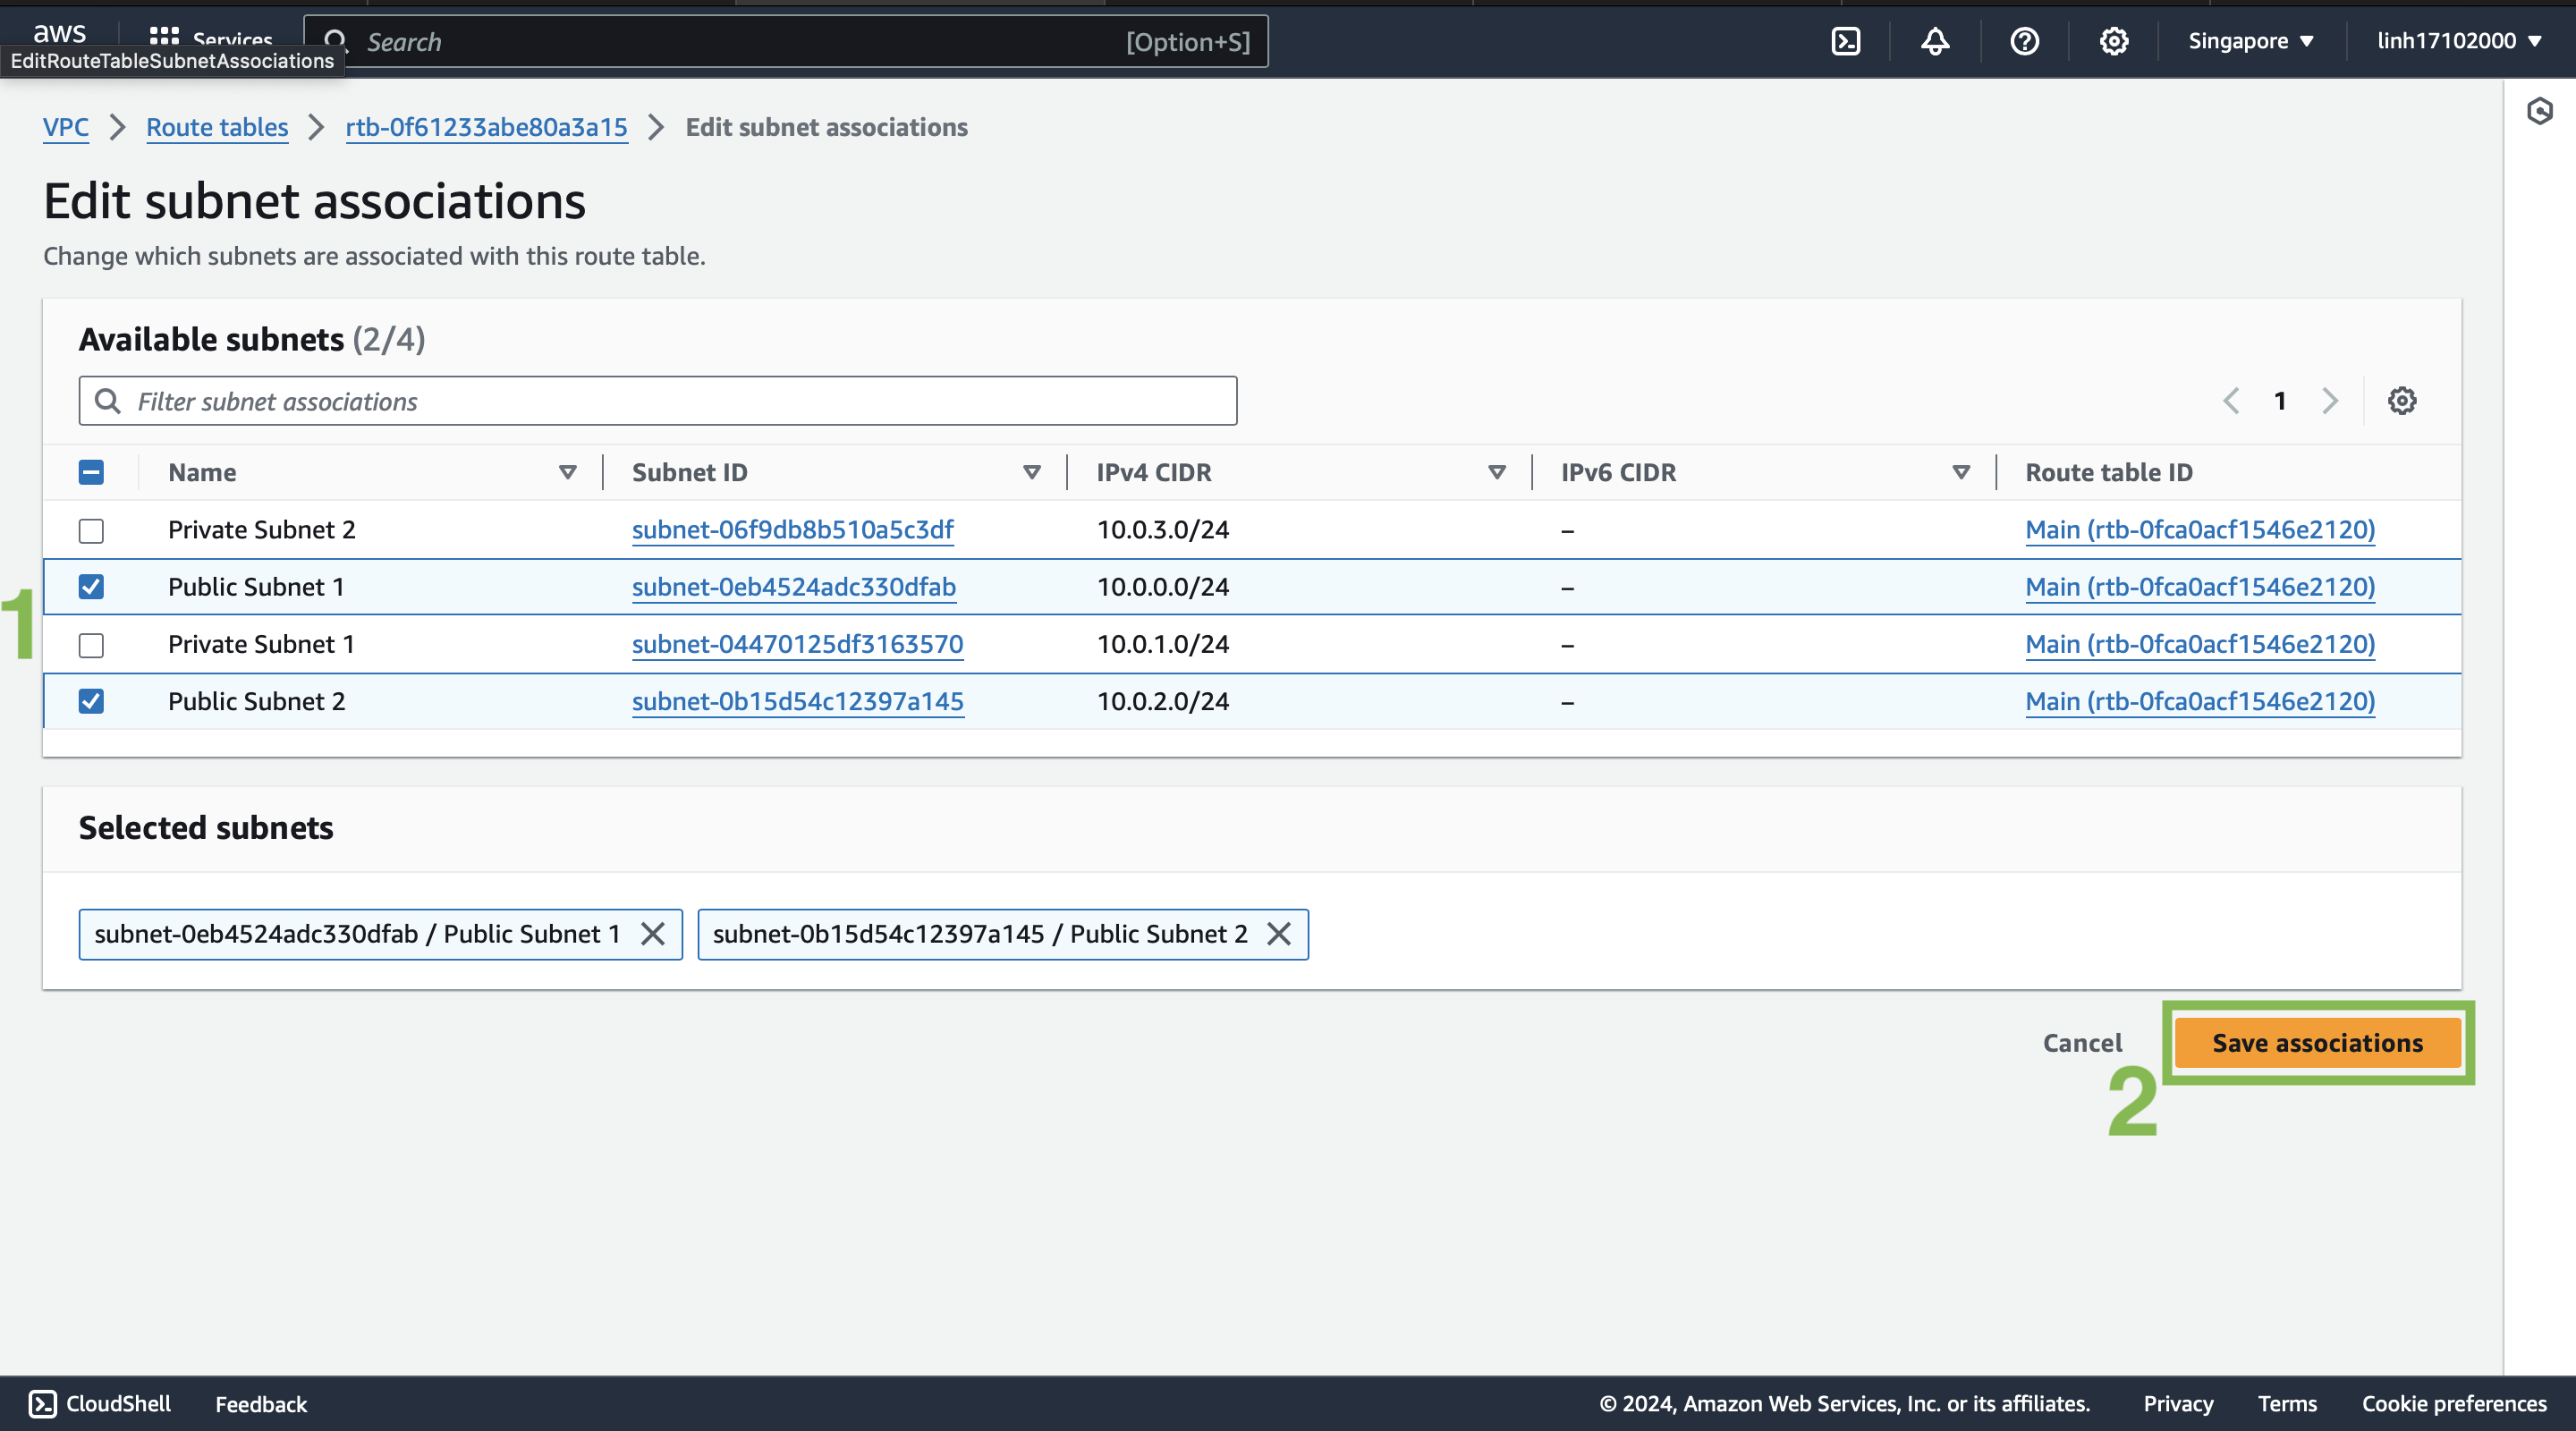 aws Services Search [Option+S] Singapore linh17102000
EditRouteTableSubnetAssociations
VPC Route tables rtb-0f61233abe80a3a15 Edit subnet associations
Edit subnet associations
Change which subnets are associated with this route table.
Available subnets (2/4)
Filter subnet associations 1
Name Subnet ID IPv4 CIDR IPv6 CIDR Route table ID
Private Subnet 2 subnet-06f9db8b510a5c3df 10.0.3.0/24 – Main (rtb-0fca0acf1546e2120)
Public Subnet 1 subnet-0eb4524adc330dfab 10.0.0.0/24 – Main (rtb-0fca0acf1546e2120)
1
Private Subnet 1 subnet-04470125df3163570 10.0.1.0/24 – Main (rtb-0fca0acf1546e2120)
Public Subnet 2 subnet-0b15d54c12397a145 10.0.2.0/24 – Main (rtb-0fca0acf1546e2120)
Selected subnets
subnet-0eb4524adc330dfab / Public Subnet 1 subnet-0b15d54c12397a145 / Public Subnet 2
Cancel Save associations
2
CloudShell Feedback © 2024, Amazon Web Services, Inc. or its affiliates. Privacy Terms Cookie preferences